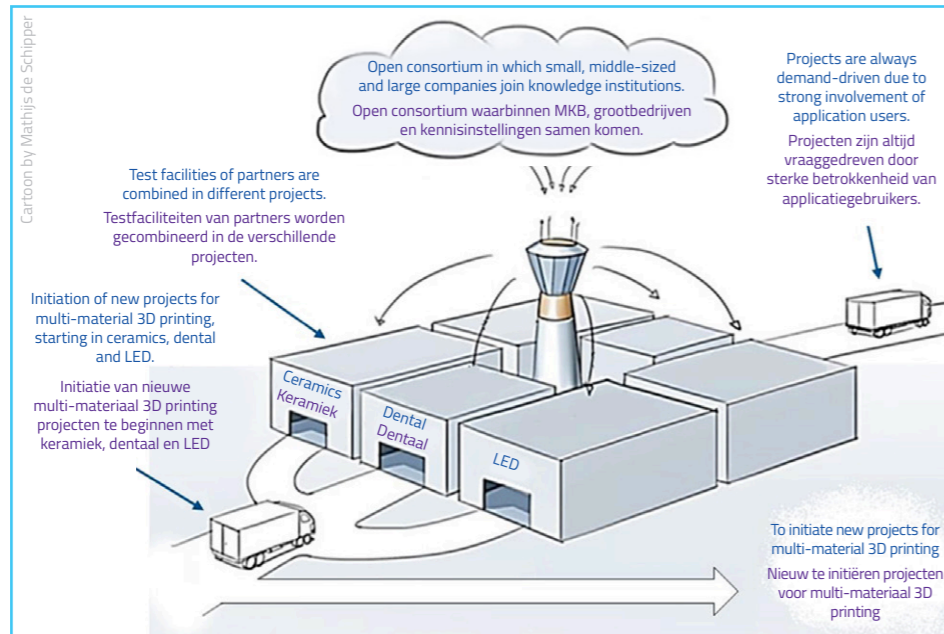 Cartoon by Mathijs de Schipper
Open consortium in which small, middle-sized
and large companies join knowledge institutions.
Open consortium waarbinnen MKB, grootbedrijven
en kennisinstellingen samen komen.
Projects are always
demand-driven due to
strong involvement of
application users.
Projecten zijn altijd
vraaggedreven door
sterke betrokkenheid van
applicatiegebruikers.
Test facilities of partners are
combined in different projects.
Testfaciliteiten van partners worden
gecombineerd in de verschillende
projecten.
Initiation of new projects for
multi-material 3D printing,
starting in ceramics, dental
and LED.
Initiatie van nieuwe
multi-materiaal 3D printing
projecten te beginnen met
keramiek, dentaal en LED
Ceramics
Keramiek
Dental
Dentaal
LED
To initiate new projects for
multi-material 3D printing
Nieuw te initiëren projecten
voor multi-materiaal 3D
printing